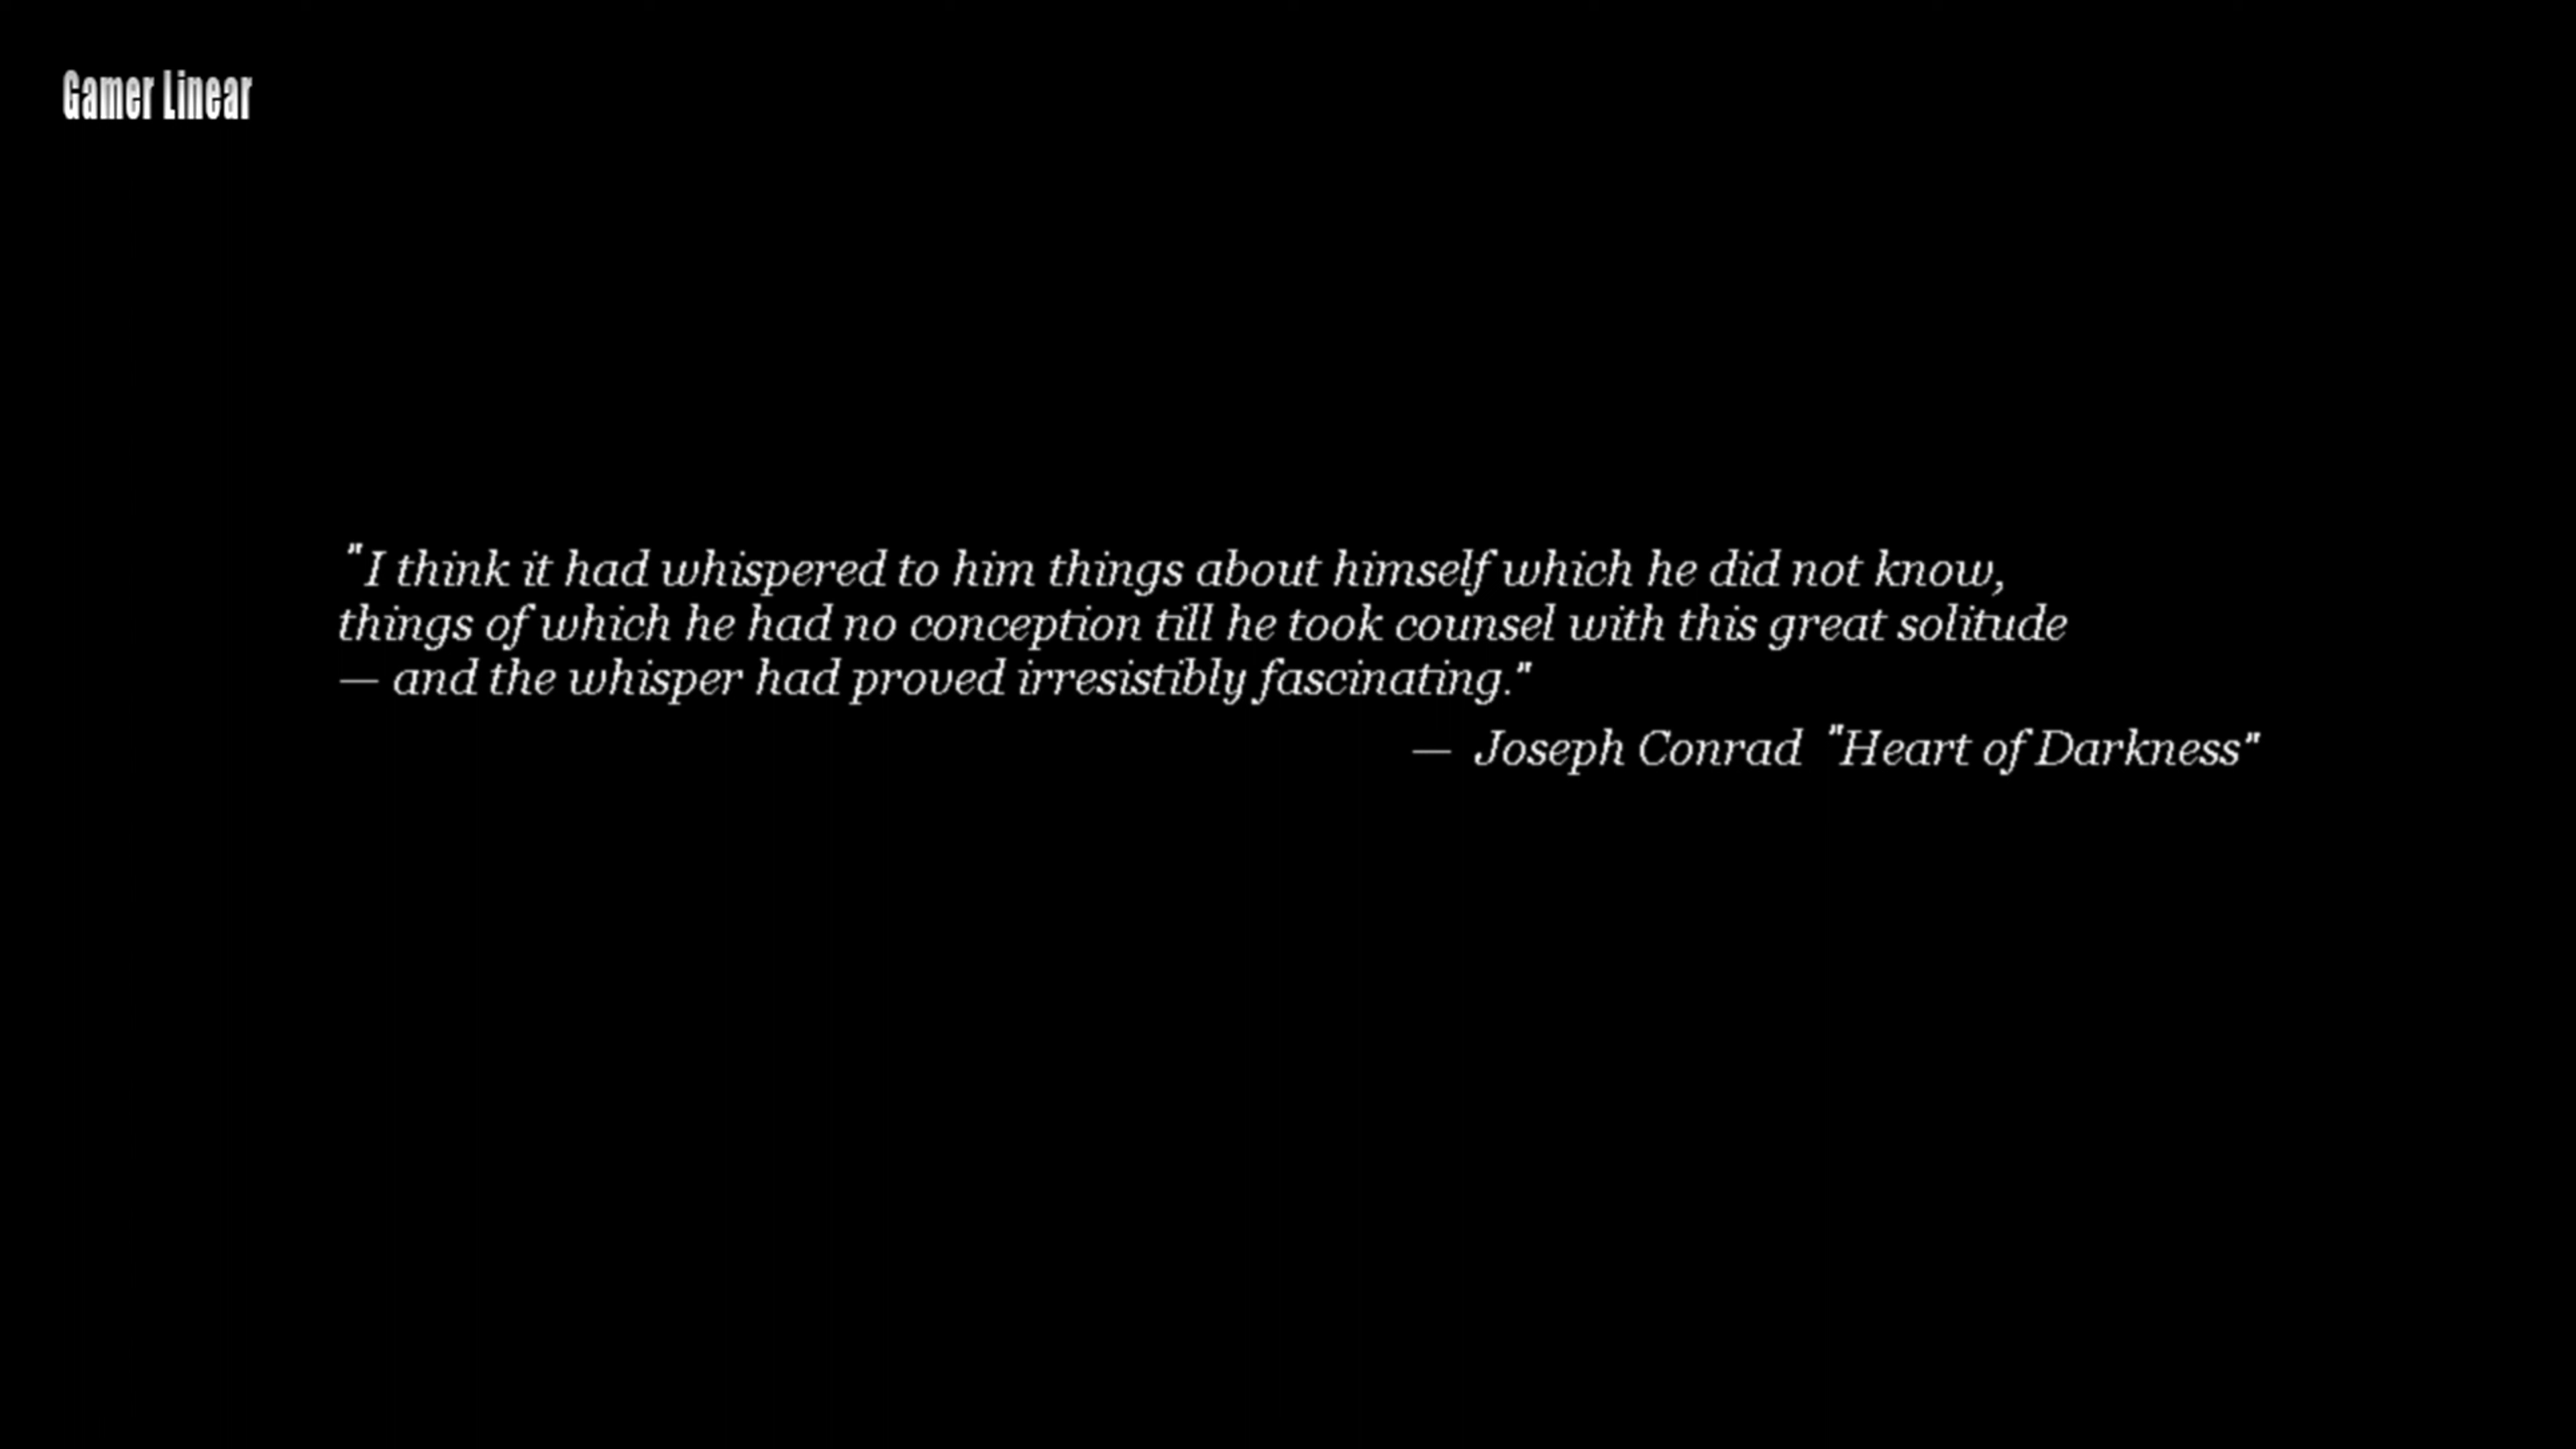 Gamer Linear
"I think it had whispered to him things about himself which he did not know,
things of which he had no conception till he took counsel with this great solitude
— and the whisper had proved irresistibly fascinating."
— Joseph Conrad "Heart of Darkness"